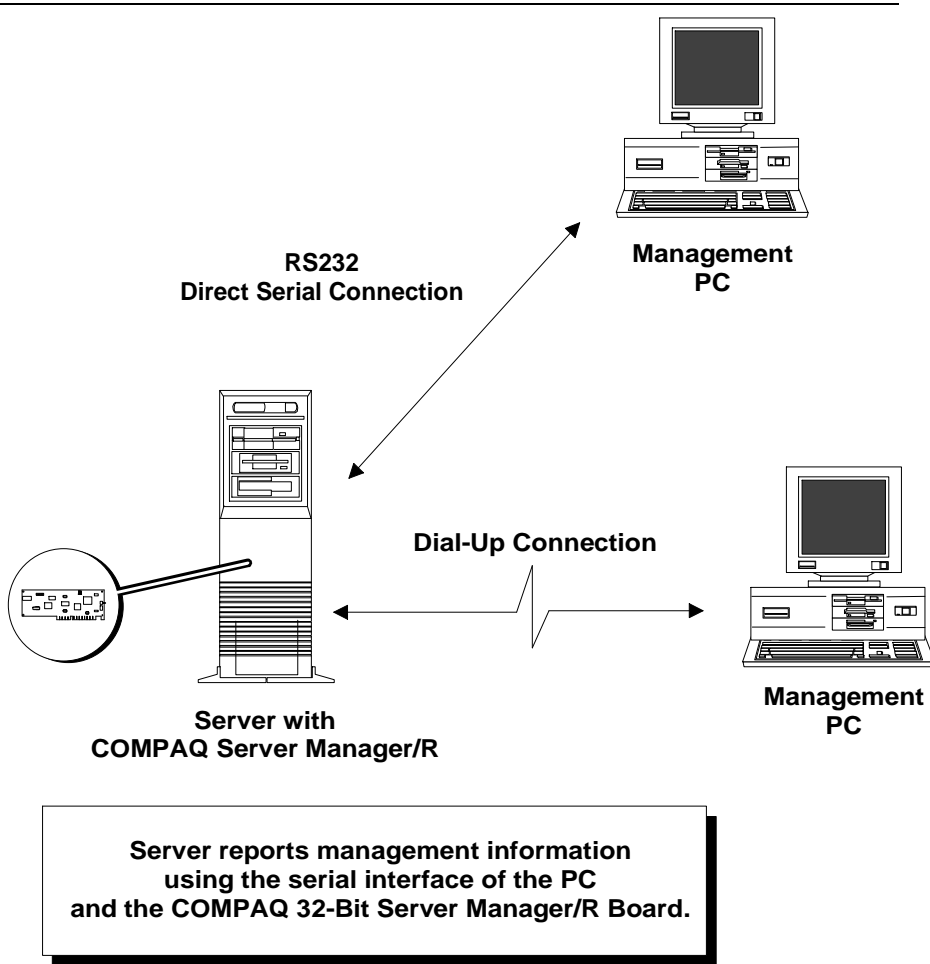 Management
PC
RS232
Direct Serial Connection
Dial-Up Connection
Management
PC
Server with
COMPAQ Server Manager/R
Server reports management information
using the serial interface of the PC
and the COMPAQ 32-Bit Server Manager/R Board.